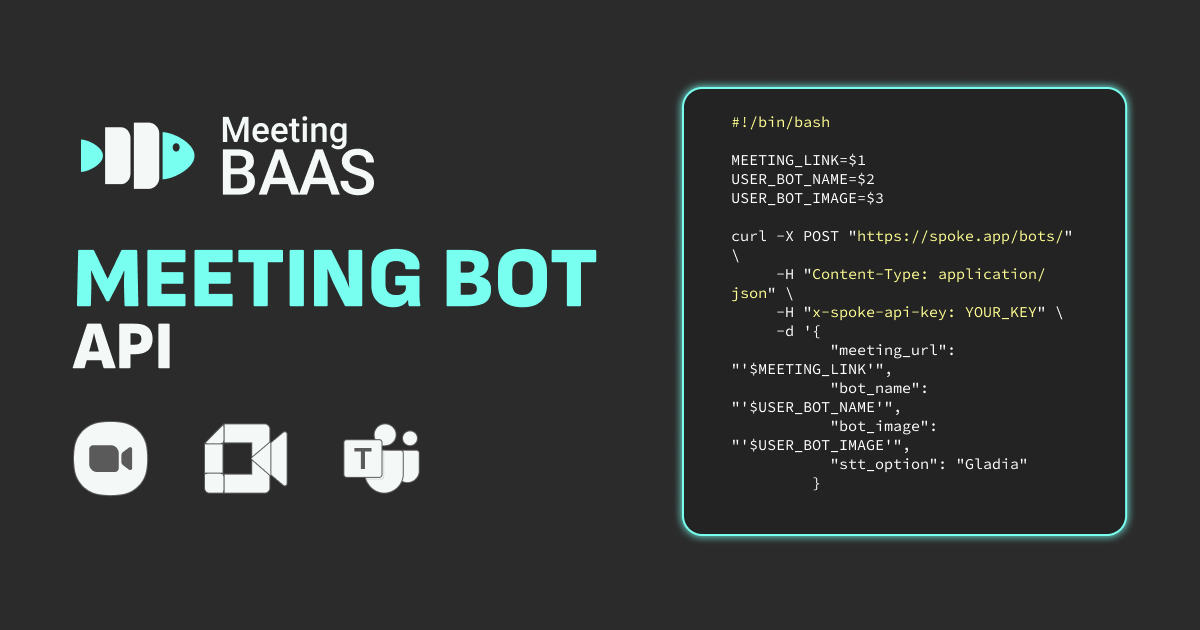 Meeting
BAAS
MEETING BOT
API
T
#!/bin/bash
MEETING_LINK=$1
USER_BOT_NAME=$2
USER_BOT_IMAGE=$3
curl -X POST "https://spoke.app/bots/"
\
-H "Content-Type: application/
json" \
-H "x-spoke-api-key: YOUR_KEY" \
-d '{
"meeting_url":
"'$MEETING_LINK'",
"bot_name":
"'$USER_BOT_NAME'",
"bot_image":
"'$USER_BOT_IMAGE'",
"stt_option": "Gladia"
}